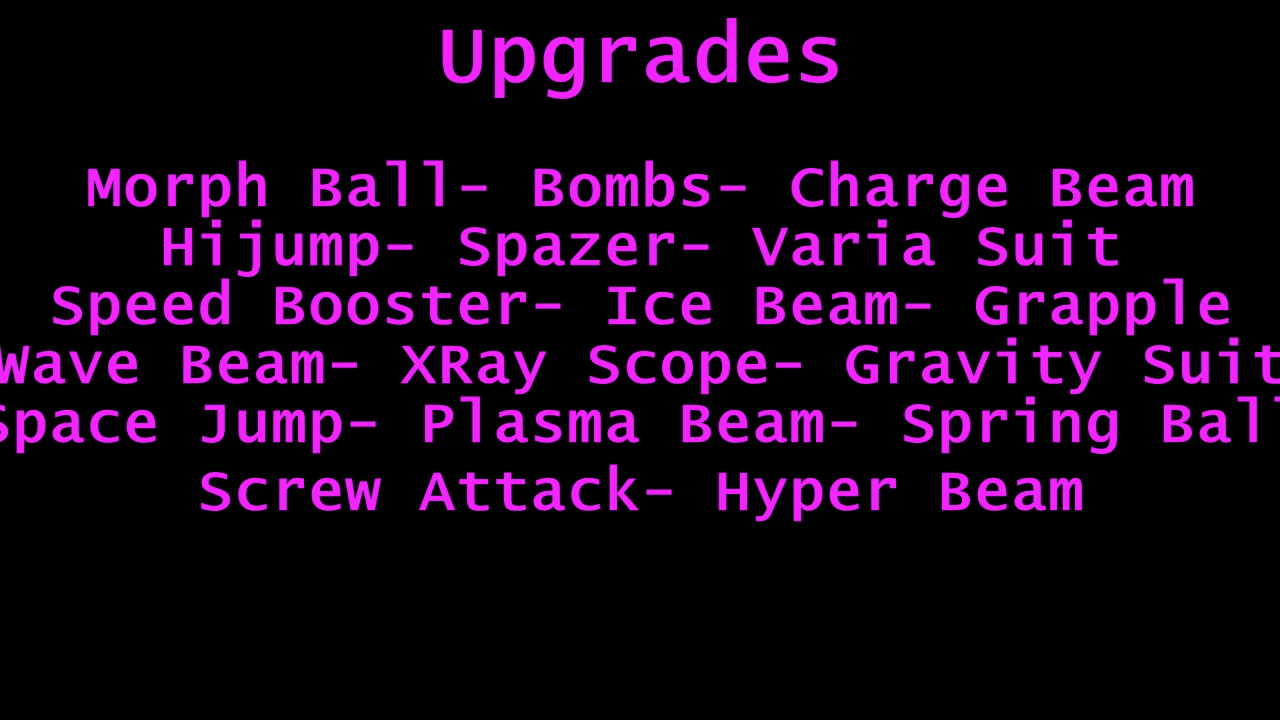 Upgrades
Morph Ball- Bombs- Charge Beam
Hijump- Spazer- Varia Suit
Speed Booster- Ice Beam- Grapple
Wave Beam- XRay Scope- Gravity Suit
Space Jump- Plasma Beam- Spring Ball
Screw Attack- Hyper Beam